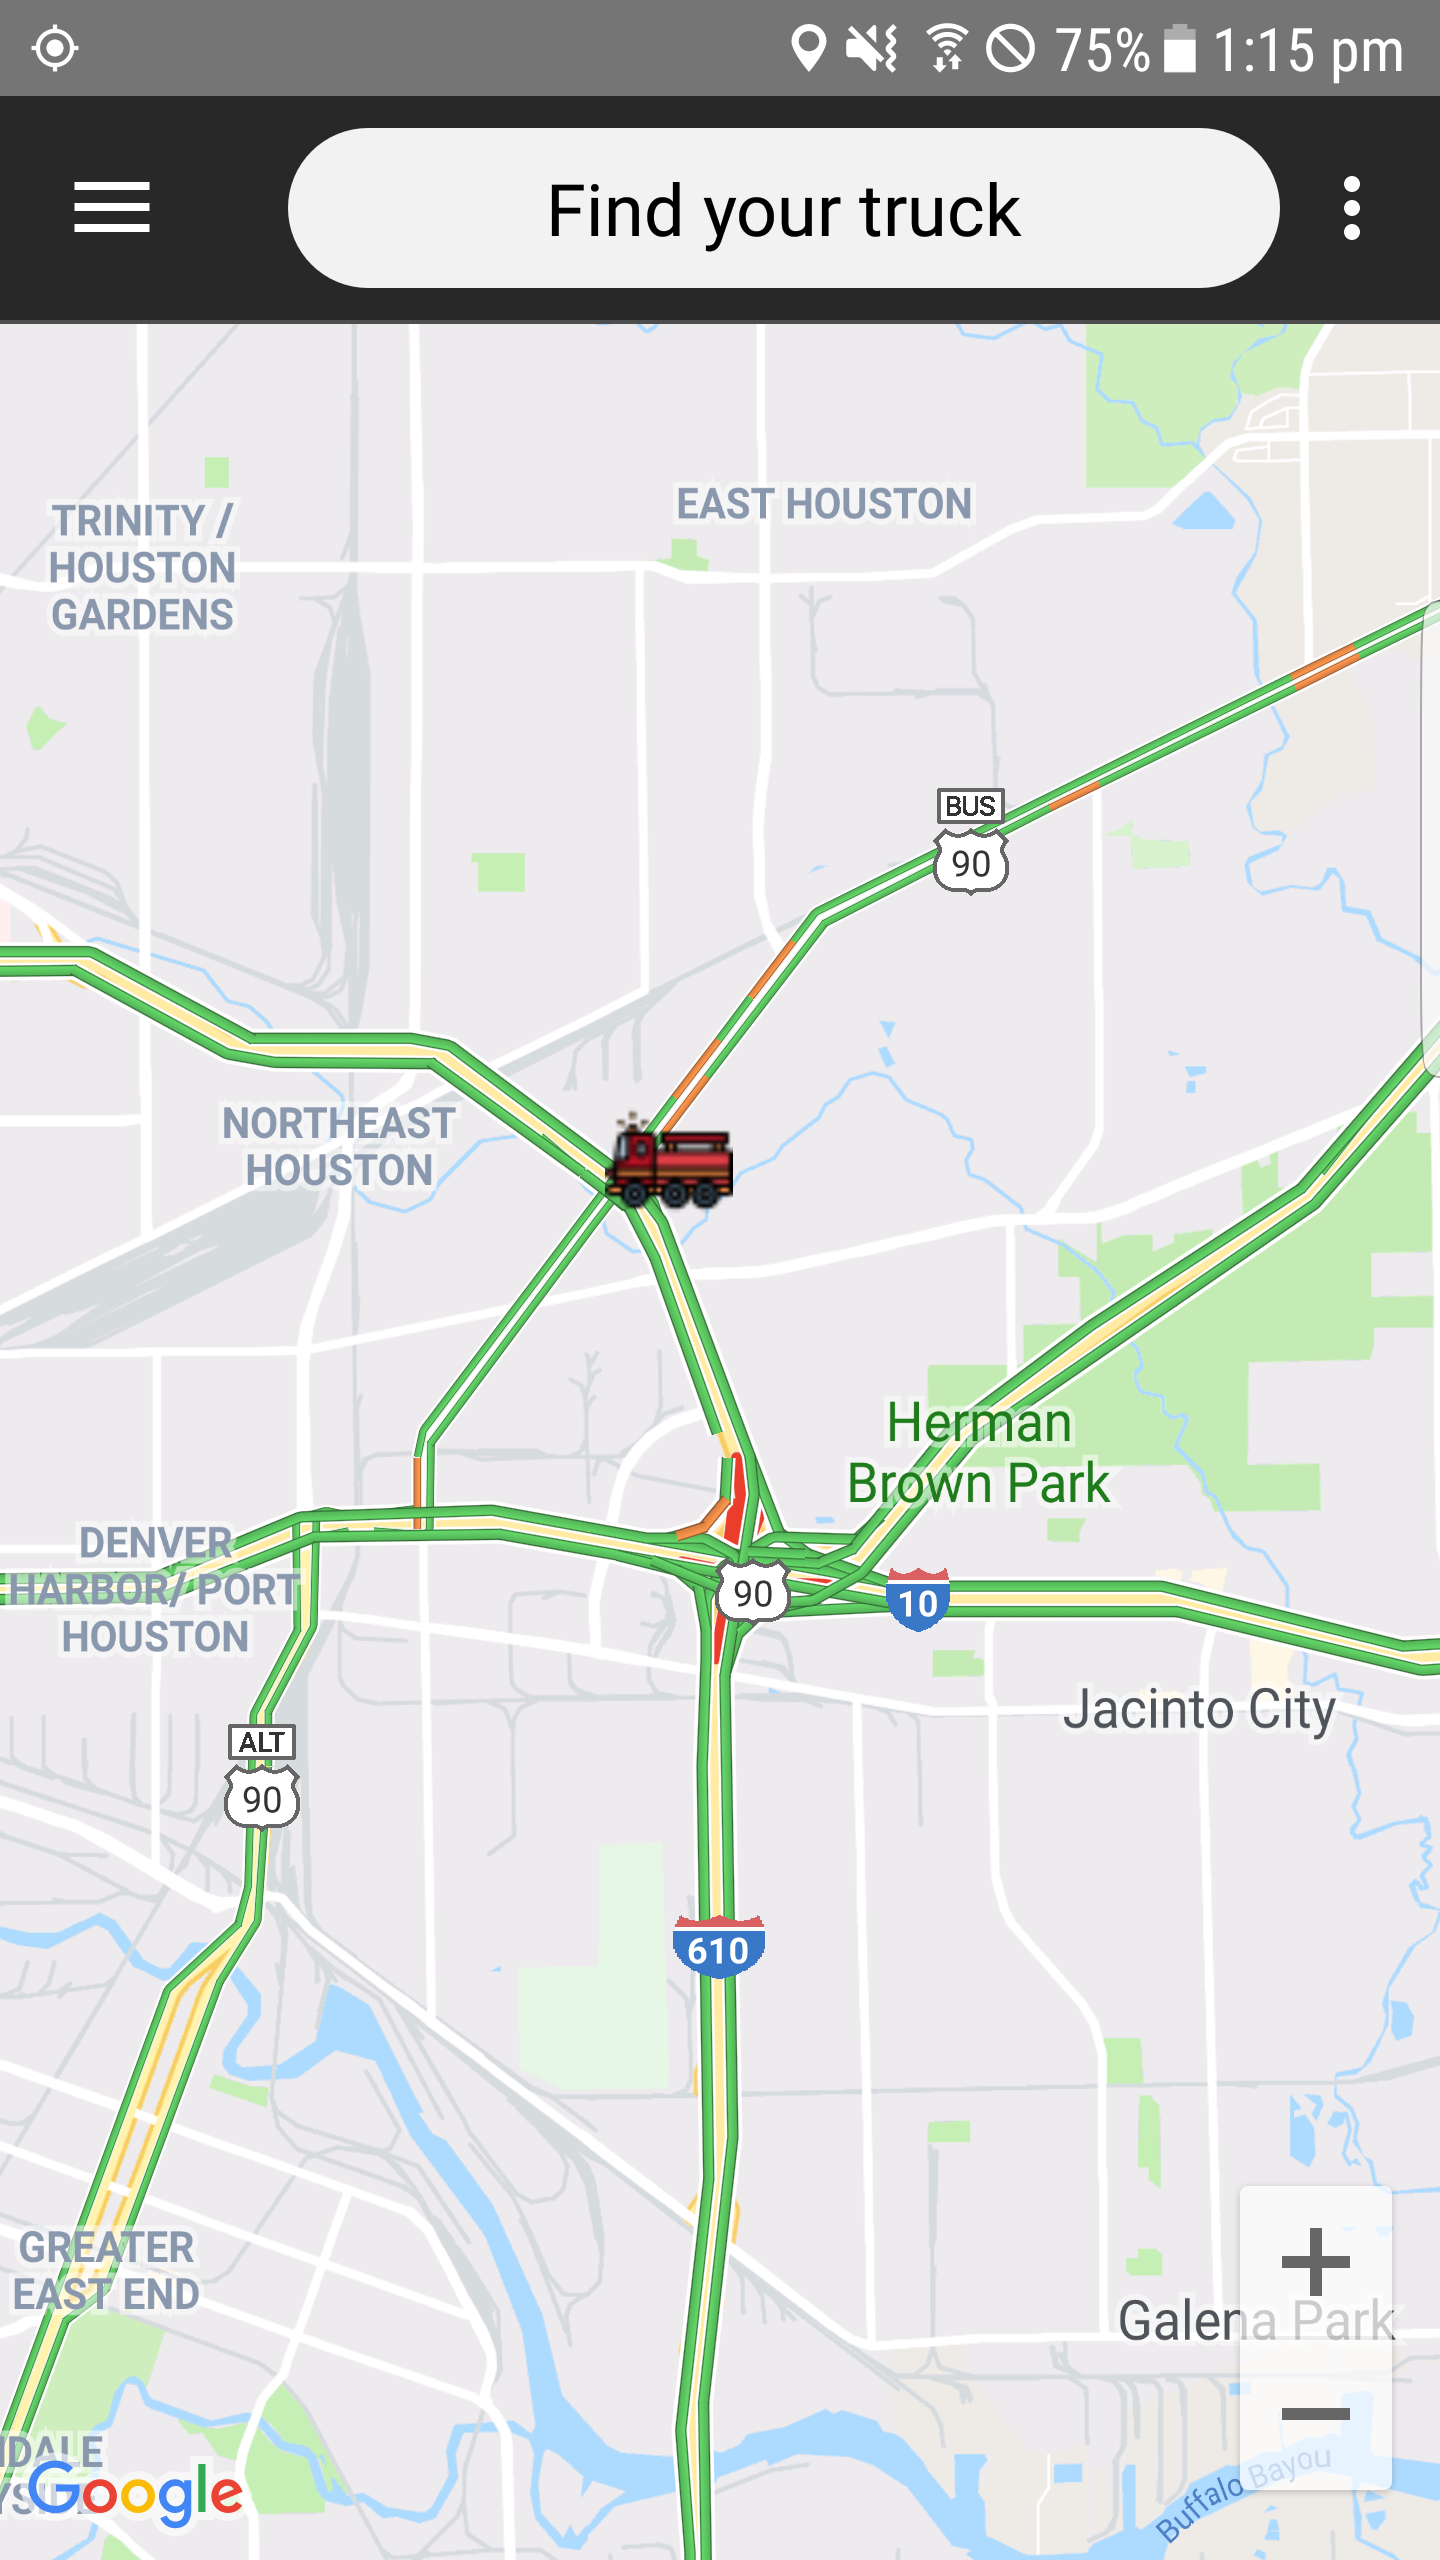 75% 1:15 pm
Find your truck
EAST HOUSTON
TRINITY /
HOUSTON
GARDENS
BUS
90
NORTHEAST
HOUSTON
Herman
Brown Park
DENVER
HARBOR/ PORT
HOUSTON
90
10
Jacinto City
ALT
90
610
GREATER
EAST END
Galena Park
Buffalo Bayou
Google